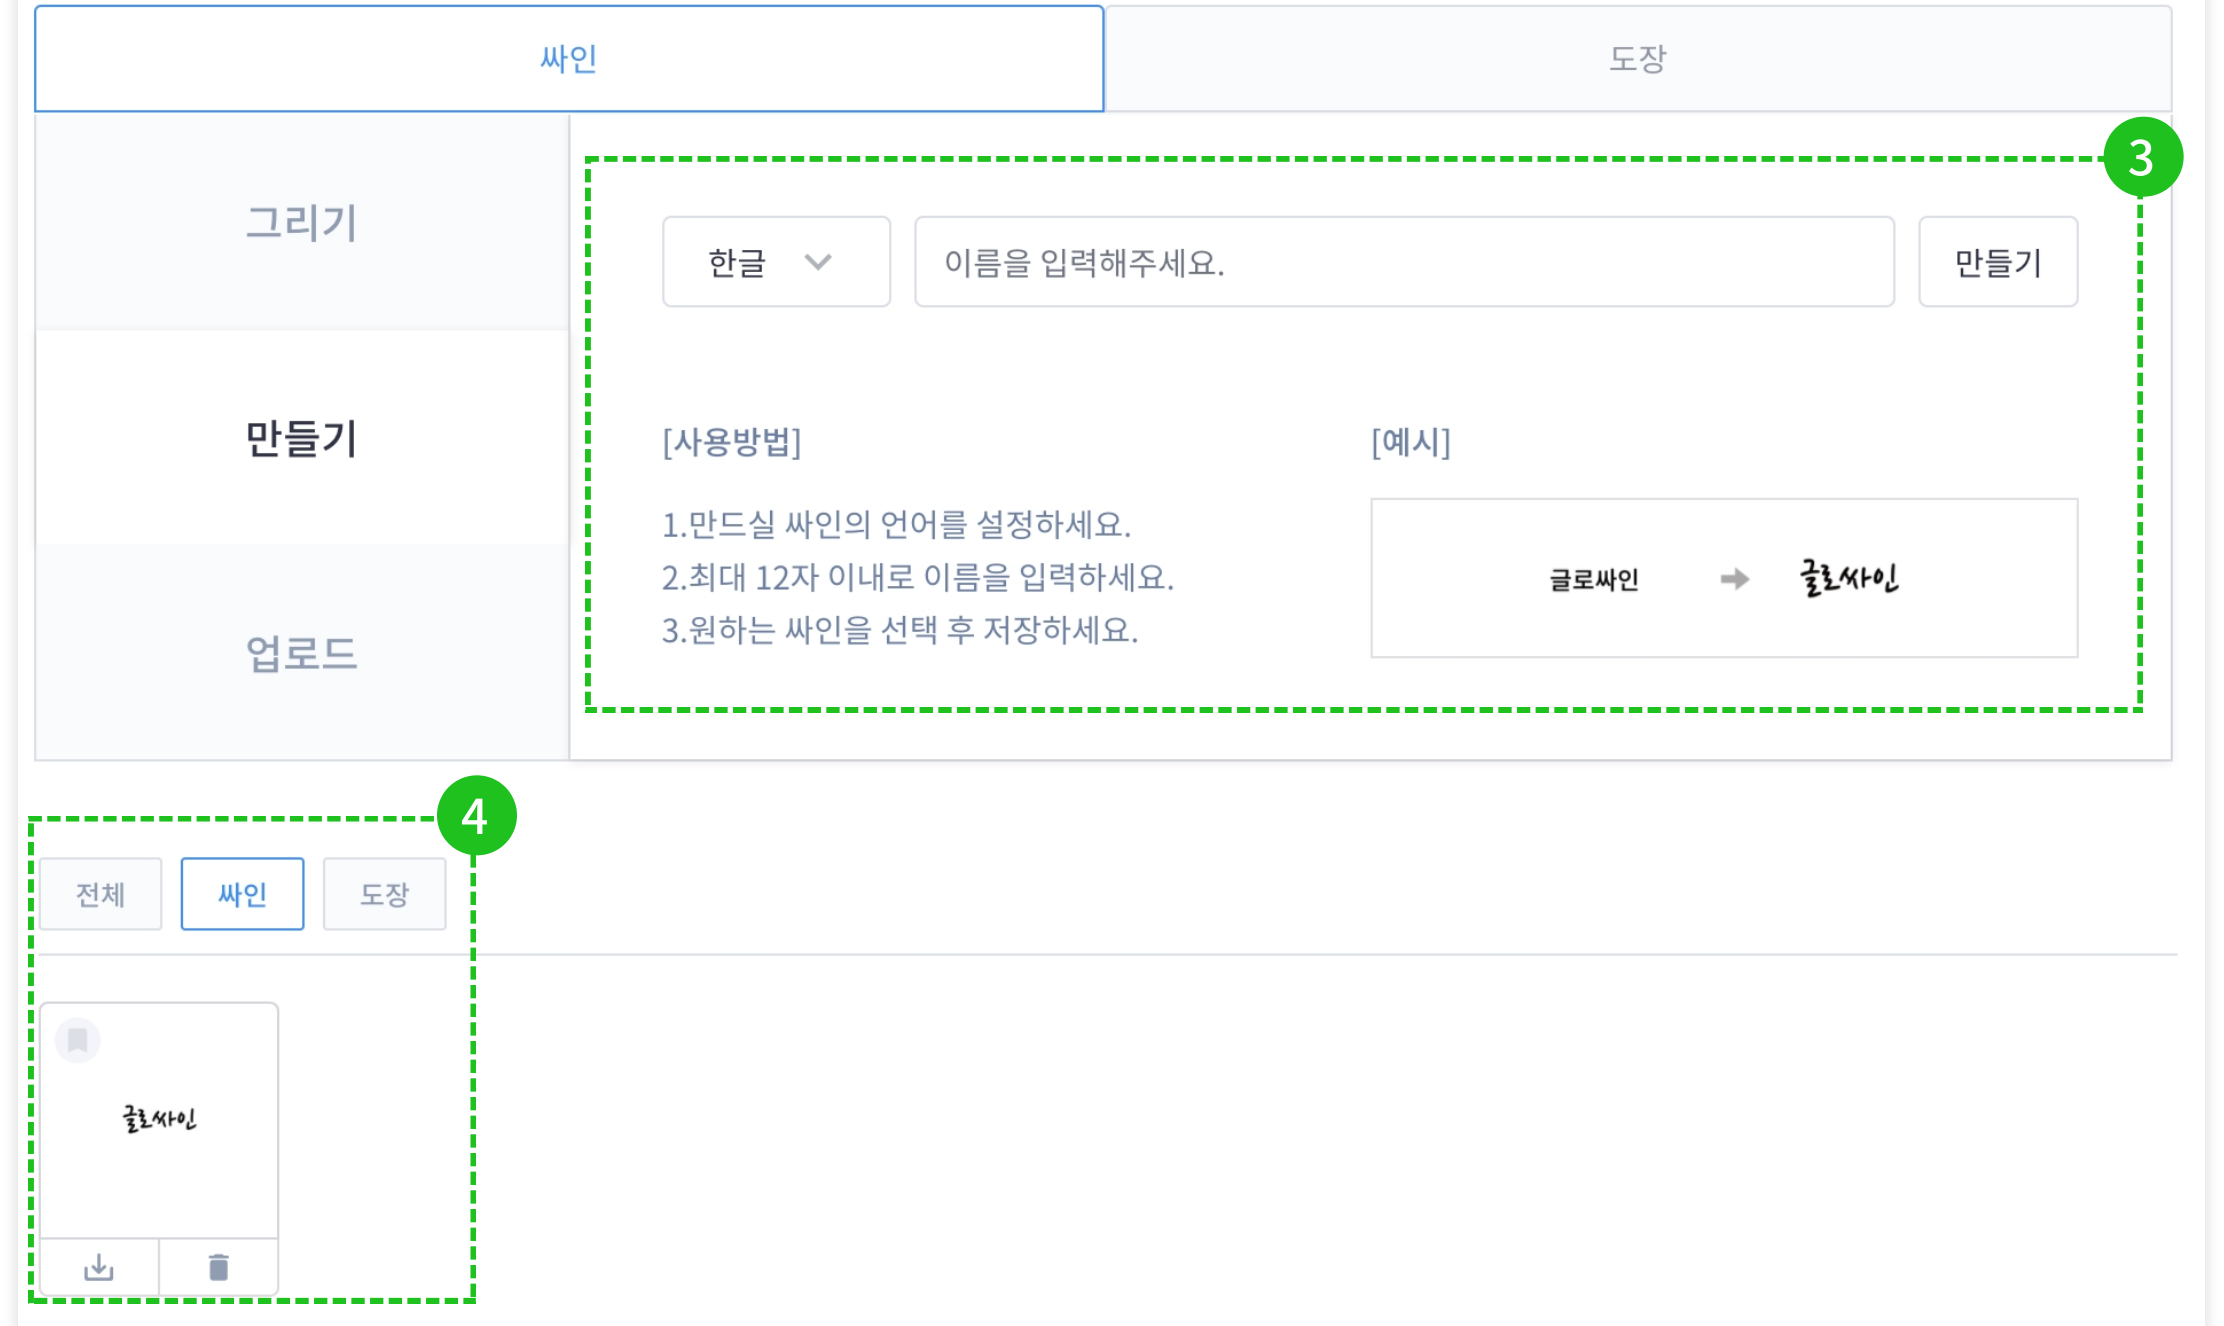 싸인
도장
3
그리기
만들기
업로드
한글
이름을 입력해주세요.
만들기
[사용방법]
1.만드실 싸인의 언어를 설정하세요.
2.최대 12자 이내로 이름을 입력하세요.
3.원하는 싸인을 선택 후 저장하세요.
[예시]
글로싸인
글로싸인
4
전체
싸인
도장
글로싸인